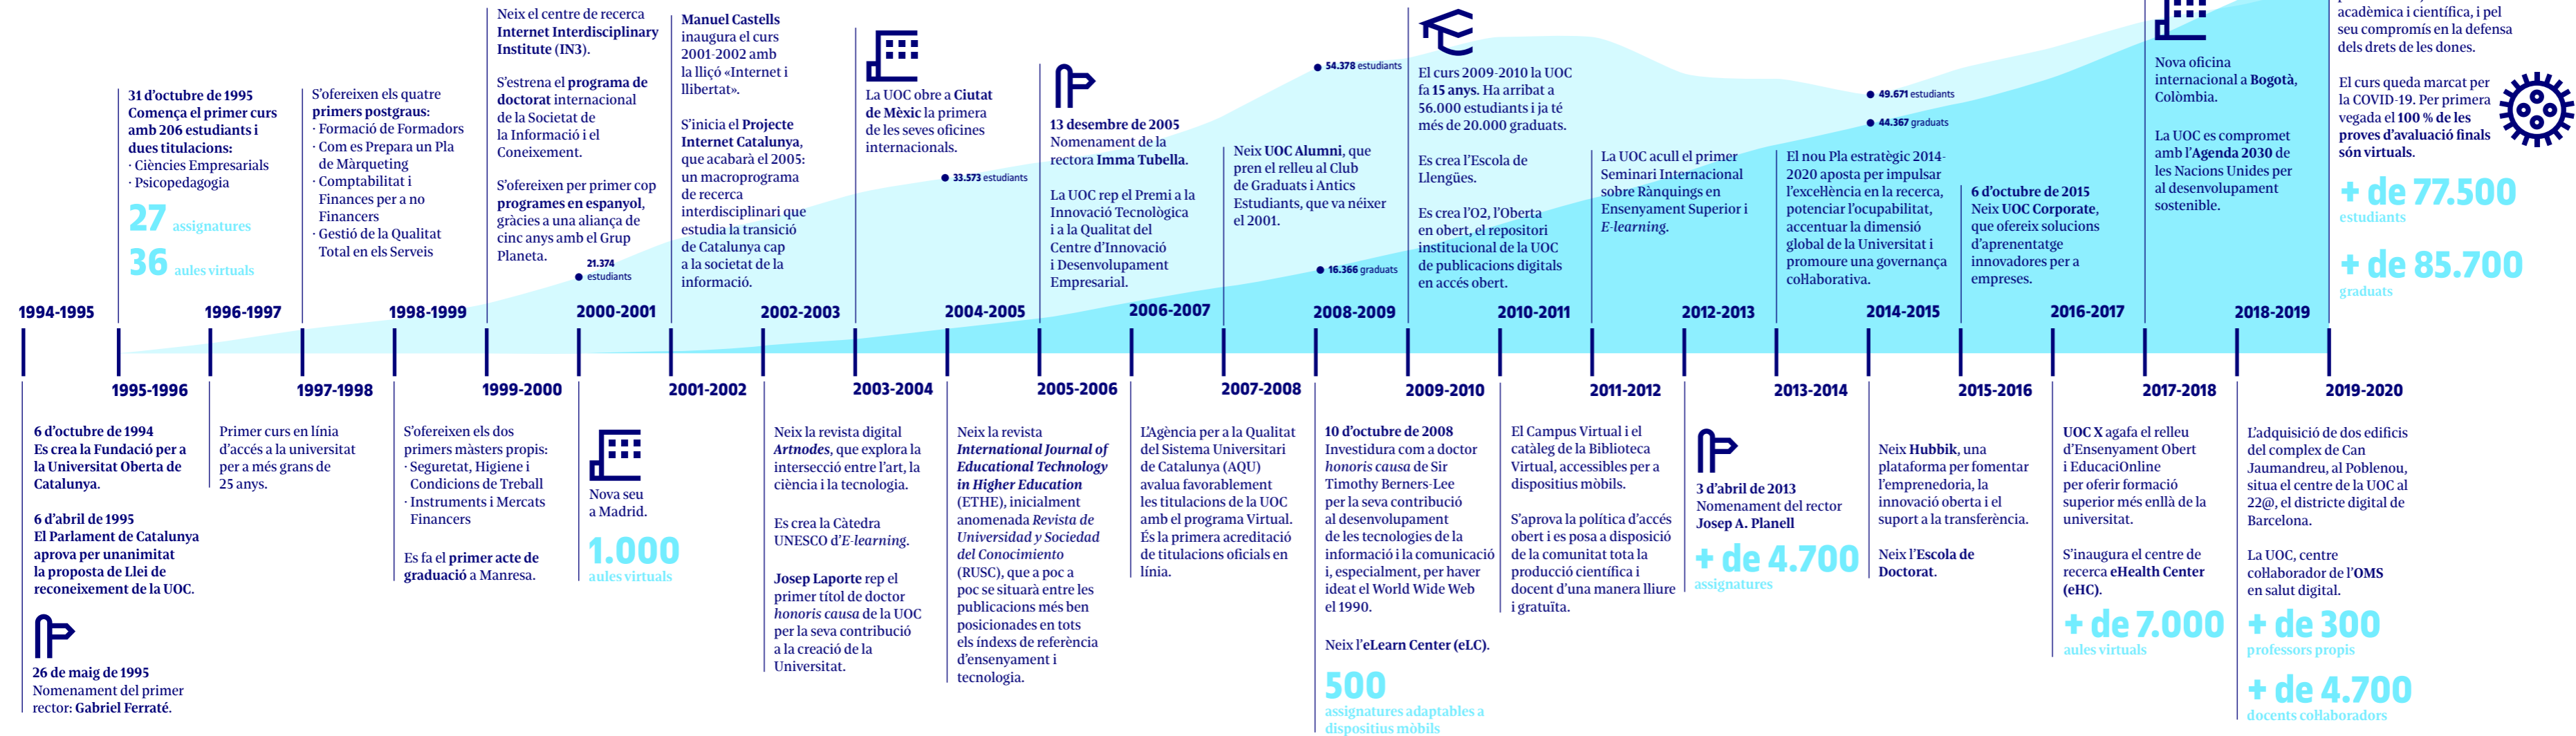 1994-1995
6 d’octubre de 1994
Es crea la Fundació per a
la Universitat Oberta de
Catalunya.
6 d’abril de 1995
El Parlament de Catalunya
aprova per unanimitat
la proposta de Llei de
reconeixement de la UOC.
26 de maig de 1995
Nomenament del primer
rector: Gabriel Ferraté.
31 d’octubre de 1995
Comença el primer curs
amb 206 estudiants i
dues titulacions:
· Ciències Empresarials
· Psicopedagogia
27 assignatures
36 aules virtuals
1995-1996
1996-1997
Primer curs en línia
d’accés a la universitat
per a més grans de
25 anys.
S’ofereixen els quatre
primers postgraus:
· Formació de Formadors
· Com es Prepara un Pla
de Màrqueting
· Comptabilitat i
Finances per a no
Financers
· Gestió de la Qualitat
Total en els Serveis
1997-1998
1998-1999
S’ofereixen els dos
primers màsters propis:
· Seguretat, Higiene i
Condicions de Treball
· Instruments i Mercats
Financers
Es fa el primer acte de
graduació a Manresa.
Neix el centre de recerca
Internet Interdisciplinary
Institute (IN3).
S’estrena el programa de
doctorat internacional
de la Societat de
la Informació i el
Coneixement.
S’ofereixen per primer cop
programes en espanyol,
gràcies a una aliança de
cinc anys amb el Grup
Planeta.
1999-2000
21.374
estudiants
2000-2001
Nova seu
a Madrid.
1.000
aules virtuals
Manuel Castells
inaugura el curs
2001-2002 amb
la lliçó «Internet i
llibertat».
S’inicia el Projecte
Internet Catalunya,
que acabarà el 2005:
un macroprograma
de recerca
interdisciplinari que
estudia la transició
de Catalunya cap
a la societat de la
informació.
2001-2002
2002-2003
Neix la revista digital
Artnodes, que explora la
intersecció entre l’art, la
ciència i la tecnologia.
Es crea la Càtedra
UNESCO d’E-learning.
Josep Laporte rep el
primer títol de doctor
honoris causa de la UOC
per la seva contribució
a la creació de la
Universitat.
La UOC obre a Ciutat
de Mèxic la primera
de les seves oficines
internacionals.
2003-2004
33.573 estudiants
2004-2005
Neix la revista
International Journal of
Educational Technology
in Higher Education
(ETHE), inicialment
anomenada Revista de
Universidad y Sociedad
del Conocimiento
(RUSC), que a poc a
poc se situarà entre les
publicacions més ben
posicionades en tots
els índexs de referència
d’ensenyament i
tecnologia.
13 desembre de 2005
Nomenament de la
rectora Imma Tubella.
La UOC rep el Premi a la
Innovació Tecnològica
i a la Qualitat del
Centre d’Innovació
i Desenvolupament
Empresarial.
2005-2006
2006-2007
L’Agència per a la Qualitat
del Sistema Universitari
de Catalunya (AQU)
avalua favorablement
les titulacions de la UOC
amb el programa Virtual.
És la primera acreditació
de titulacions oficials en
línia.
Neix UOC Alumni, que
pren el relleu al Club
de Graduats i Antics
Estudiants, que va néixer
el 2001.
2007-2008
54.378 estudiants
16.366 graduats
2008-2009
10 d’octubre de 2008
Investidura com a doctor
honoris causa de Sir
Timothy Berners-Lee
per la seva contribució
al desenvolupament
de les tecnologies de la
informació i la comunicació
i, especialment, per haver
ideat el World Wide Web
el 1990.
Neix l’eLearn Center (eLC).
500
assignatures adaptables a
dispositius mòbils
El curs 2009-2010 la UOC
fa 15 anys. Ha arribat a
56.000 estudiants i ja té
més de 20.000 graduats.
Es crea l’Escola de
Llengües.
Es crea l’O2, l’Oberta
en obert, el repositori
institucional de la UOC
de publicacions digitals
en accés obert.
2009-2010
2010-2011
El Campus Virtual i el
catàleg de la Biblioteca
Virtual, accessibles per a
dispositius mòbils.
S’aprova la política d’accés
obert i es posa a disposició
de la comunitat tota la
producció científica i
docent d’una manera lliure
i gratuïta.
La UOC acull el primer
Seminari Internacional
sobre Rànquings en
Ensenyament Superior i
E-learning.
2011-2012
2012-2013
3 d’abril de 2013
Nomenament del rector
Josep A. Planell
+ de 4.700
assignatures
El nou Pla estratègic 2014-
2020 aposta per impulsar
l’excel·lència en la recerca,
potenciar l’ocupabilitat,
accentuar la dimensió
global de la Universitat i
promoure una governança
col·laborativa.
2013-2014
49.671 estudiants
44.367 graduats
2014-2015
Neix Hubbik, una
plataforma per fomentar
l’emprenedoria, la
innovació oberta i el
suport a la transferència.
Neix l’Escola de
Doctorat.
6 d’octubre de 2015
Neix UOC Corporate,
que ofereix solucions
d’aprenentatge
innovadores per a
empreses.
2015-2016
2016-2017
UOC X agafa el relleu
d’Ensenyament Obert
i EducaciOnline
per oferir formació
superior més enllà de la
universitat.
S’inaugura el centre de
recerca eHealth Center
(eHC).
+ de 7.000
aules virtuals
Nova oficina
internacional a Bogotà,
Colòmbia.
La UOC es compromet
amb l’Agenda 2030 de
les Nacions Unides per
al desenvolupament
sostenible.
2017-2018
2018-2019
L’adquisició de dos edificis
del complex de Can
Jaumandreu, al Poblenou,
situa el centre de la UOC al
22@, el districte digital de
Barcelona.
La UOC, centre
col·laborador de l’OMS
en salut digital.
+ de 300
professors propis
+ de 4.700
docents col·laboradors
acadèmica i científica, i pel
seu compromís en la defensa
dels drets de les dones.
El curs queda marcat per
la COVID-19. Per primera
vegada el 100 % de les
proves d’avaluació finals
són virtuals.
+ de 77.500
estudiants
+ de 85.700
graduats
2019-2020